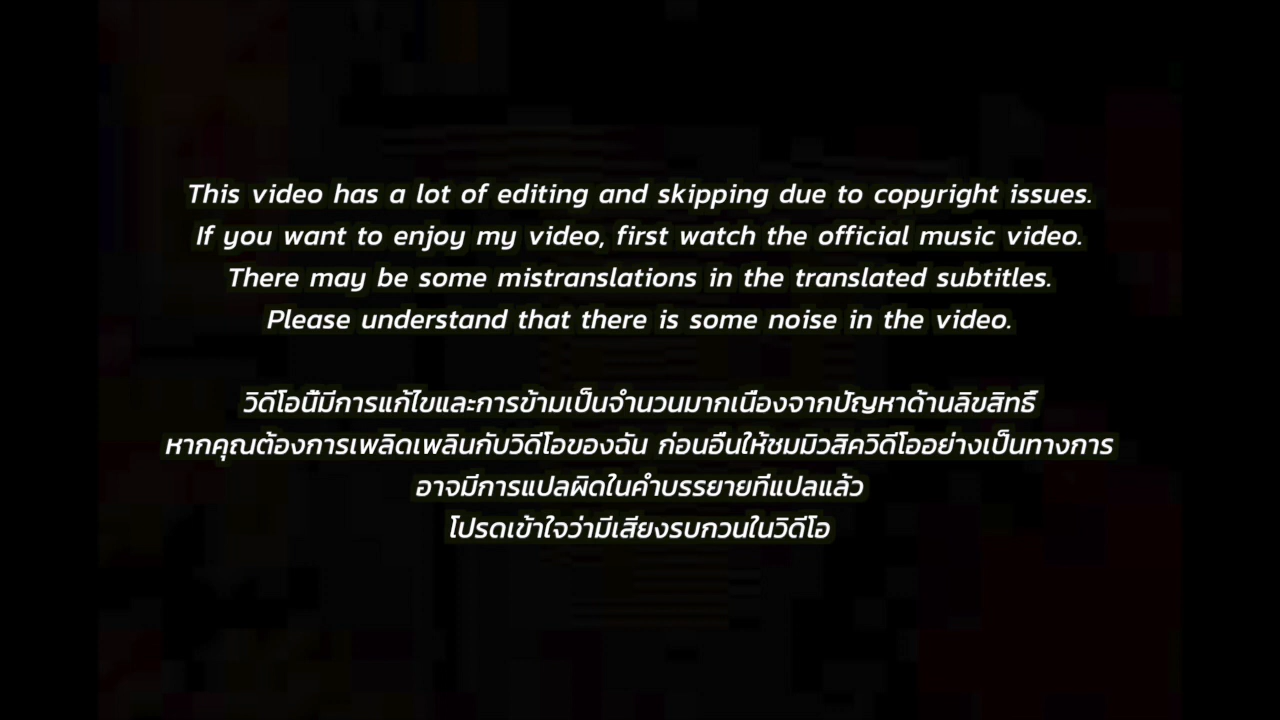 This video has a lot of editing and skipping due to copyright issues.
If you want to enjoy my video, first watch the official music video.
There may be some mistranslations in the translated subtitles.
Please understand that there is some noise in the video.
วิดีโอนี้มีการแก้ไขและการข้ามเป็นจำนวนมากเนื่องจากปัญหาด้านลิขสิทธิ์
หากคุณต้องการเพลิดเพลินกับวิดีโอของฉัน ก่อนอื่นให้ชมมิวสิควิดีโออย่างเป็นทางการ
อาจมีการแปลผิดในคำบรรยายที่แปลแล้ว
โปรดเข้าใจว่ามีเสียงรบกวนในวิดีโอ